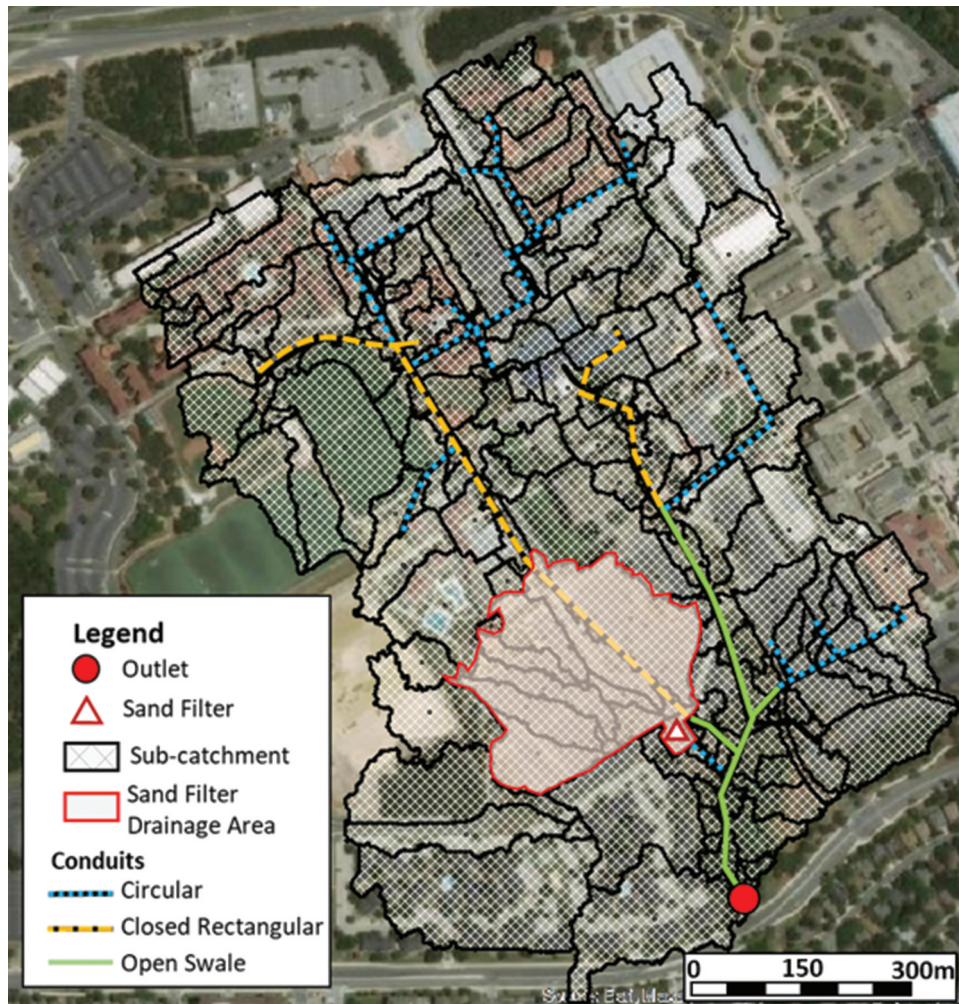 Legend
Outlet
Sand Filter
Sub-catchment
Sand Filter
Drainage Area
Conduits
Circular
Closed Rectangular
Open Swale
0 150 300m